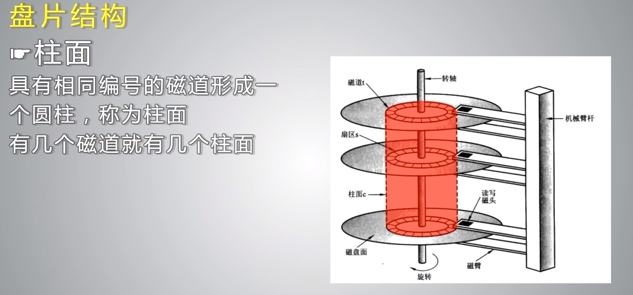 盘片结构
☛柱面
具有相同编号的磁道形成一
个圆柱，称为柱面
有几个磁道就有几个柱面
磁道t
转轴
机械臂杆
扇区s
柱面c
读写
磁头
磁盘面
磁臂
旋转